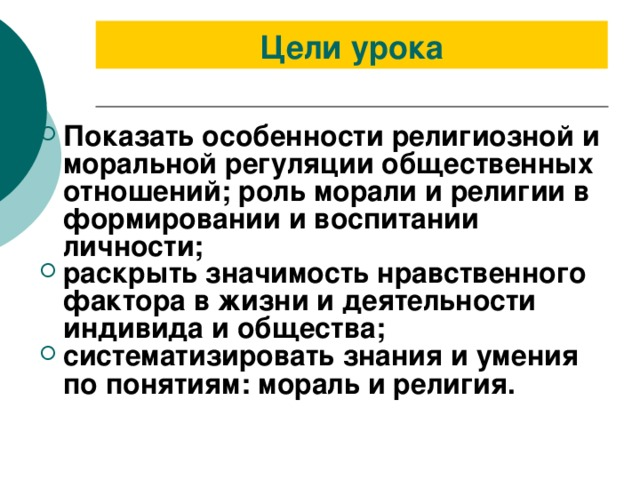 Цели урока
Показать особенности религиозной и
моральной регуляции общественных
отношений; роль морали и религии в
формировании и воспитании
личности;
раскрыть значимость нравственного
фактора в жизни и деятельности
индивида и общества;
систематизировать знания и умения
по понятиям: мораль и религия.